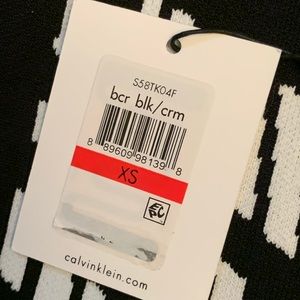 S58TK04F
bcr blk/crm
8 89609 98139 8
XS
calvinklein.com